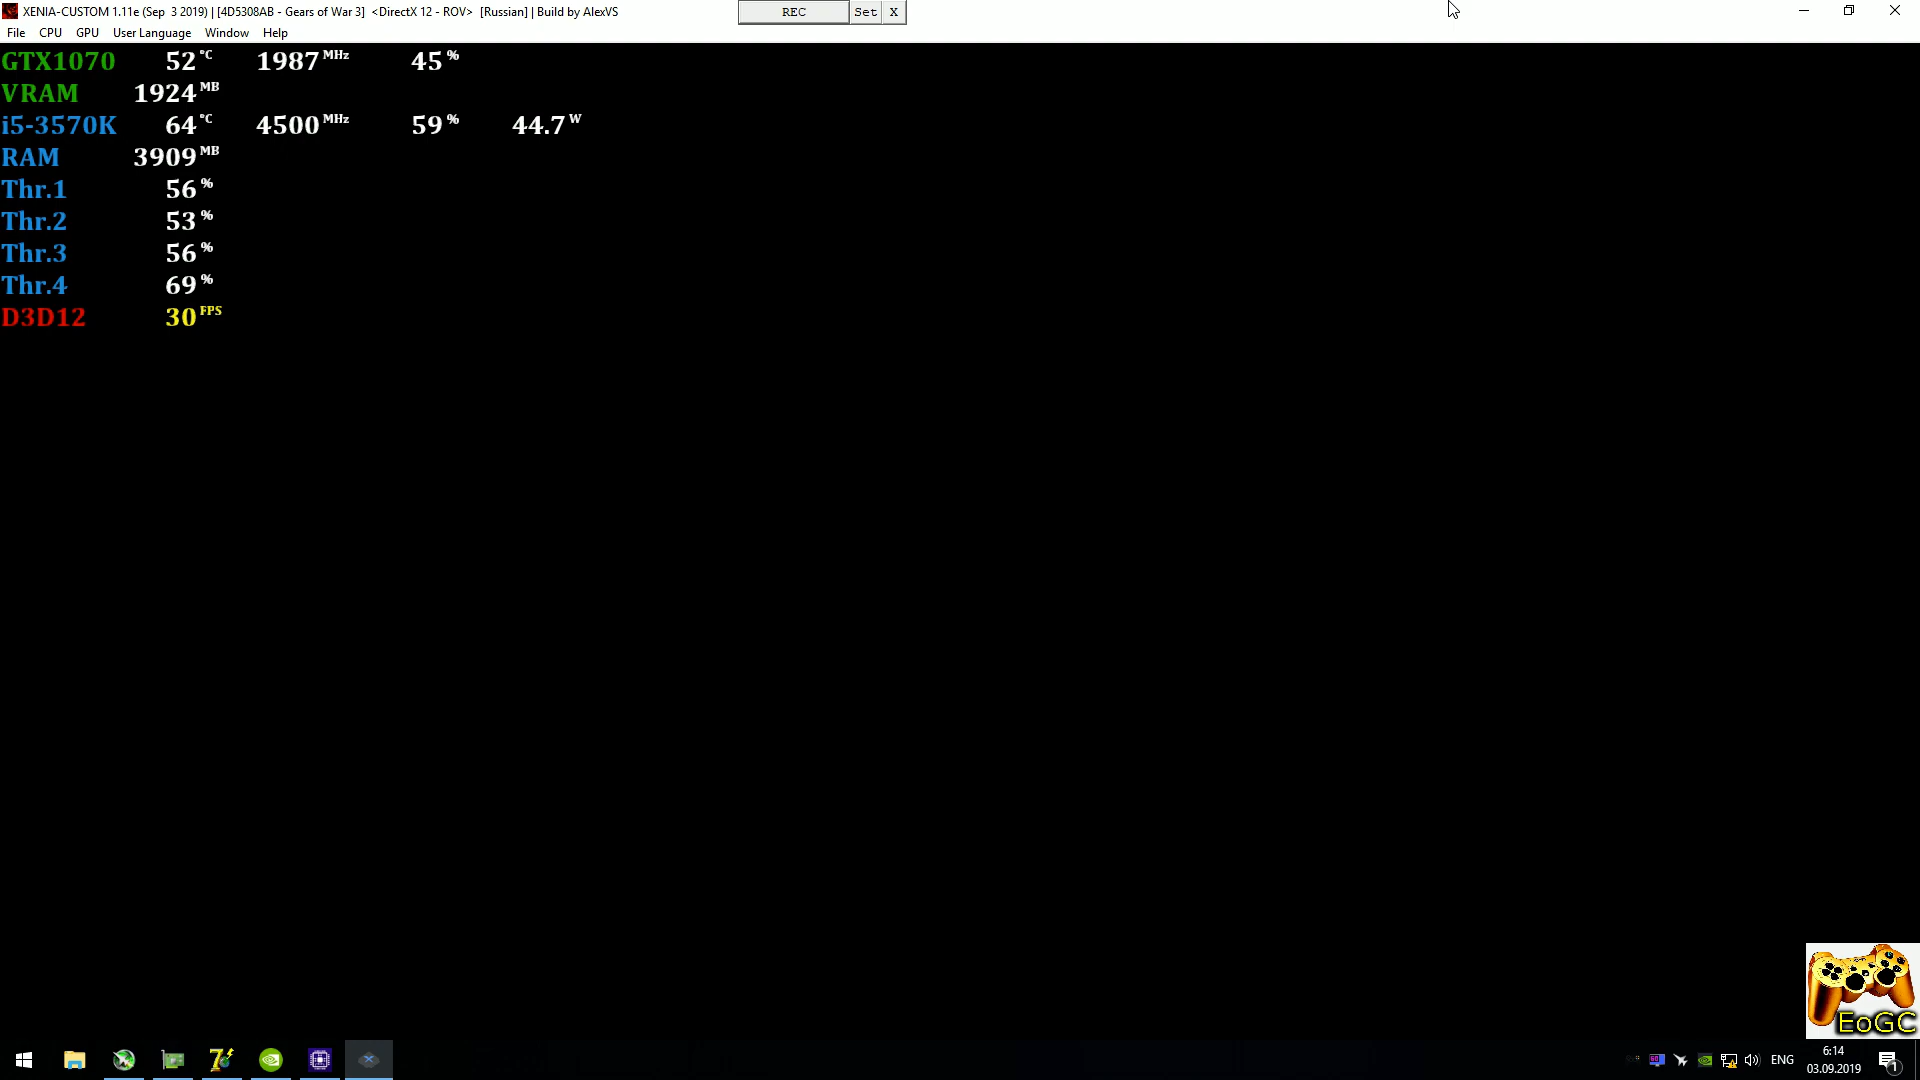 XENIA-CUSTOM 1.11e (Sep 3 2019) | [4D5308AB - Gears of War 3] <DirectX 12 - ROV> [Russian] | Build by AlexVS
REC Set X
File CPU GPU User Language Window Help
GTX1070 52 °C 1987 MHz 45 %
VRAM 1924 MB
i5-3570K 64 °C 4500 MHz 59 % 44.7 W
RAM 3909 MB
Thr.1 56 %
Thr.2 53 %
Thr.3 56 %
Thr.4 69 %
D3D12 30 FPS
EoGC
ENG
6:14
03.09.2019
1